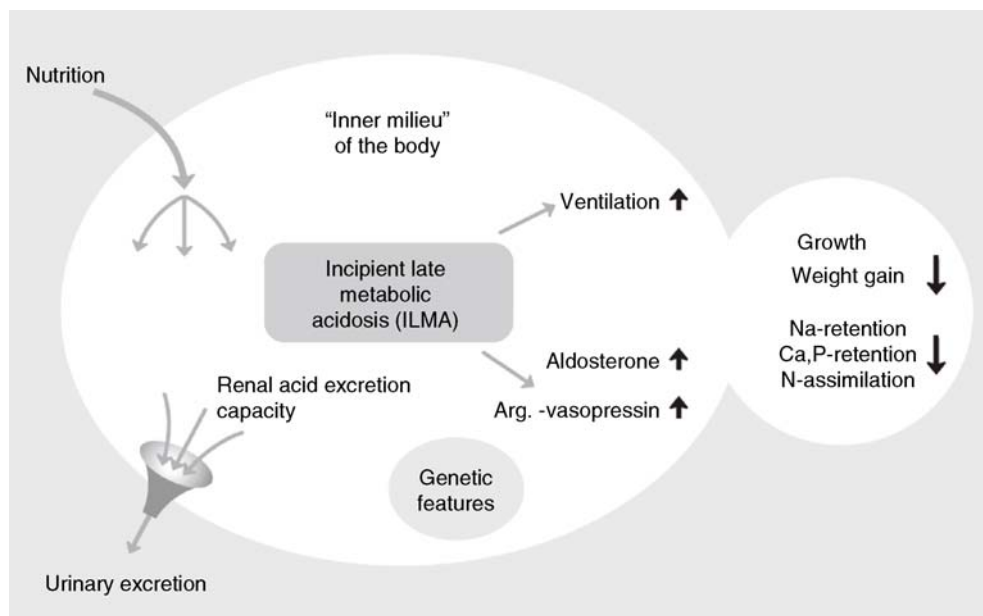 Nutrition
“Inner milieu”
of the body
Ventilation
Growth
Weight gain
Incipient late
metabolic
acidosis (ILMA)
Na-retention
Ca,P-retention
N-assimilation
Aldosterone
Arg. -vasopressin
Renal acid excretion
capacity
Genetic
features
Urinary excretion